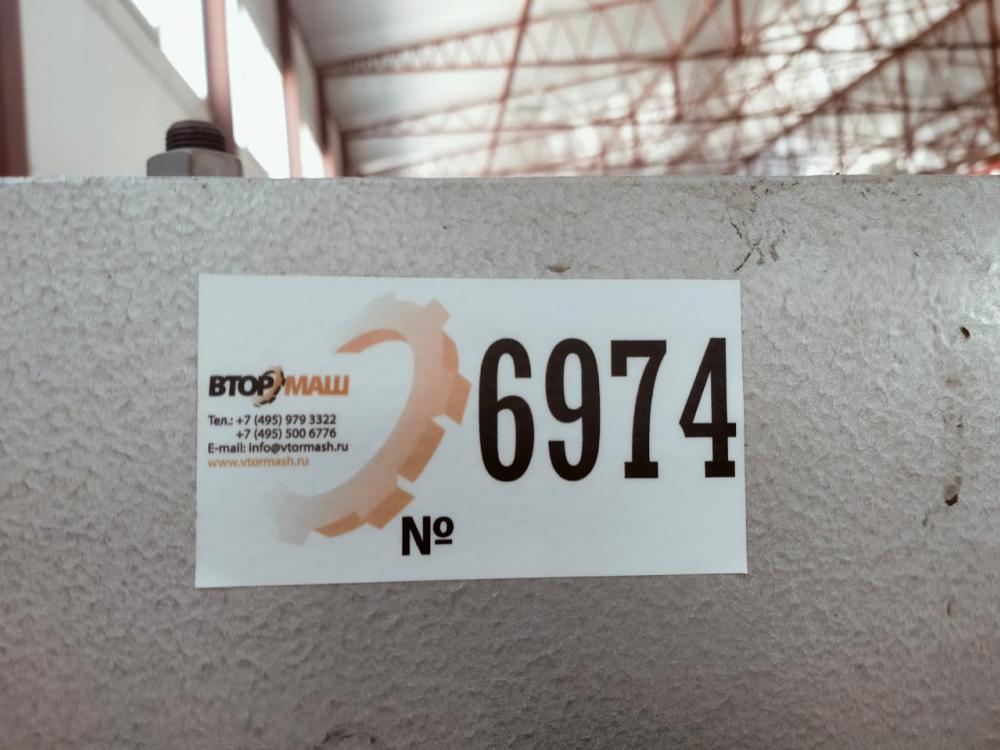 ВТОРМАШ
Тел.: +7 (495) 979 3322
+7 (495) 500 6776
E-mail: info@vtormash.ru
www.vtormash.ru
6974
№